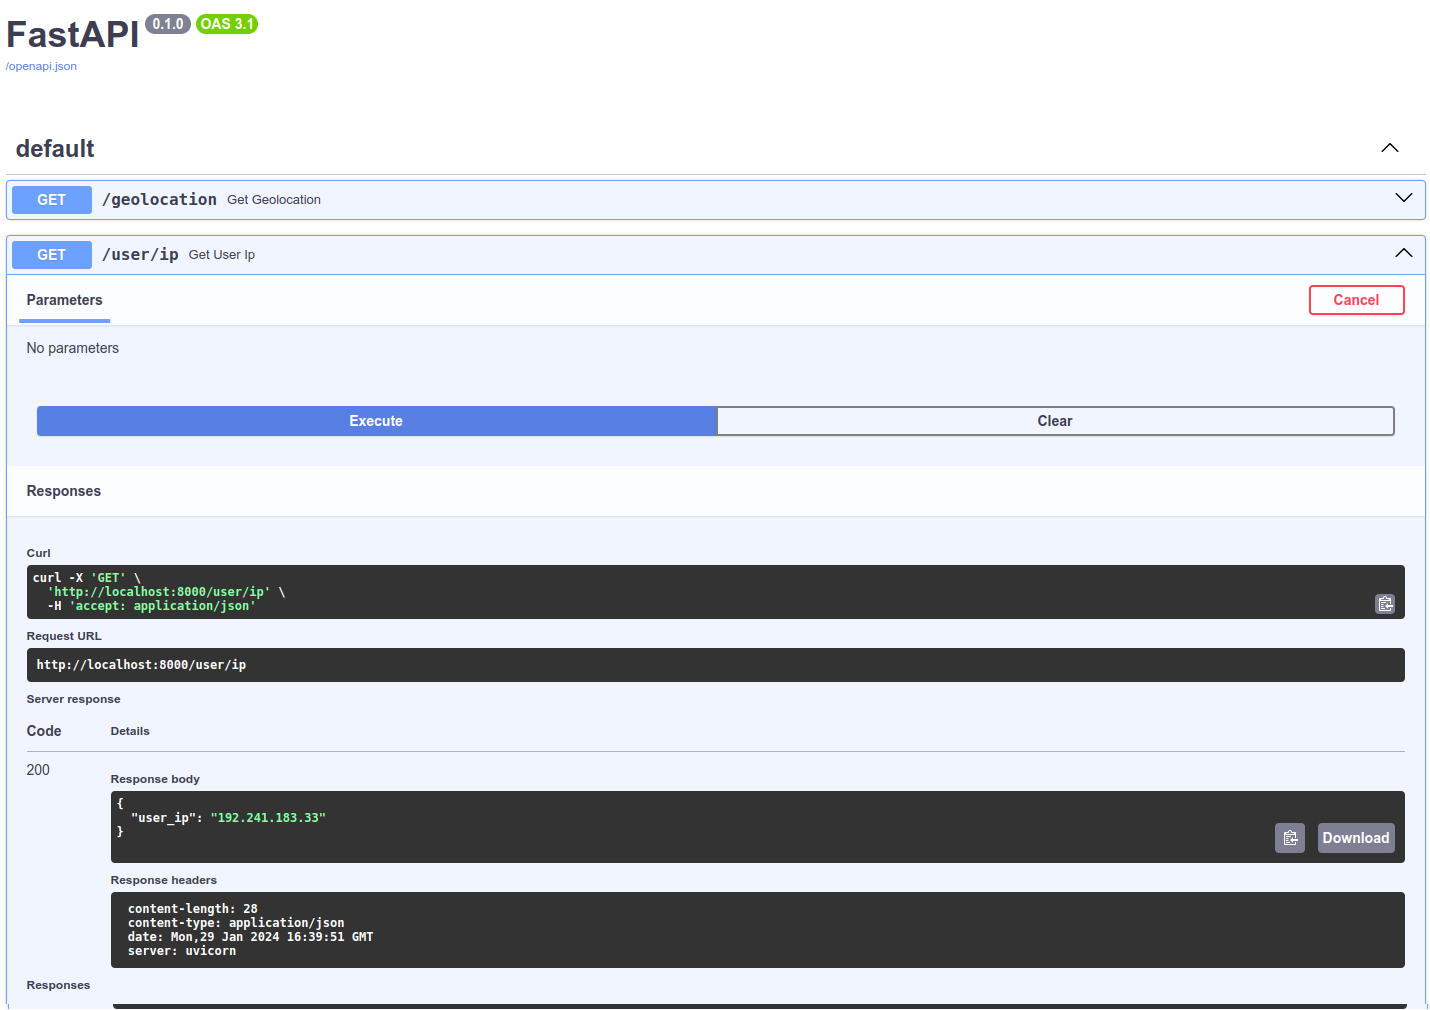 FastAPI 0.1.0 OAS 3.1
/openapi.json
default
GET /geolocation Get Geolocation
GET /user/ip Get User Ip
Parameters Cancel
No parameters
Execute Clear
Responses
Curl
curl -X 'GET' \
  'http://localhost:8000/user/ip' \
  -H 'accept: application/json'
Request URL
http://localhost:8000/user/ip
Server response
Code Details
200
Response body
{
  "user_ip": "192.241.183.33"
}
Download
Response headers
content-length: 28
content-type: application/json
date: Mon,29 Jan 2024 16:39:51 GMT
server: uvicorn
Responses